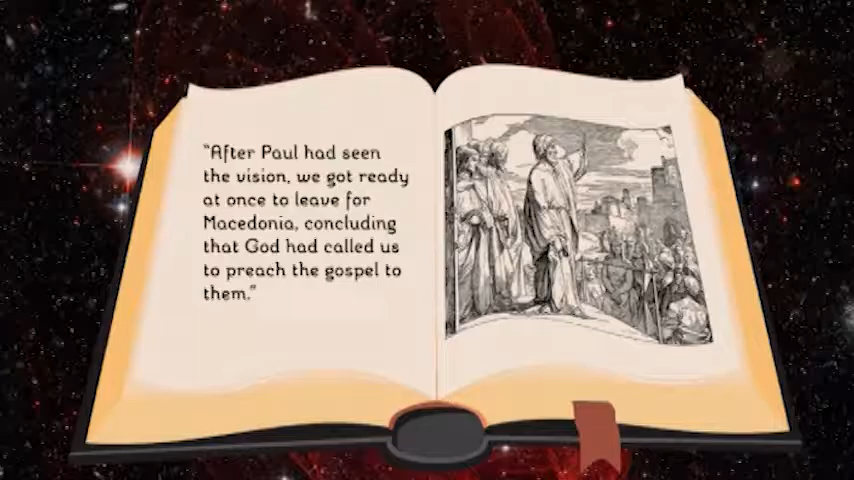 “After Paul had seen
the vision, we got ready
at once to leave for
Macedonia, concluding
that God had called us
to preach the gospel to
them.”